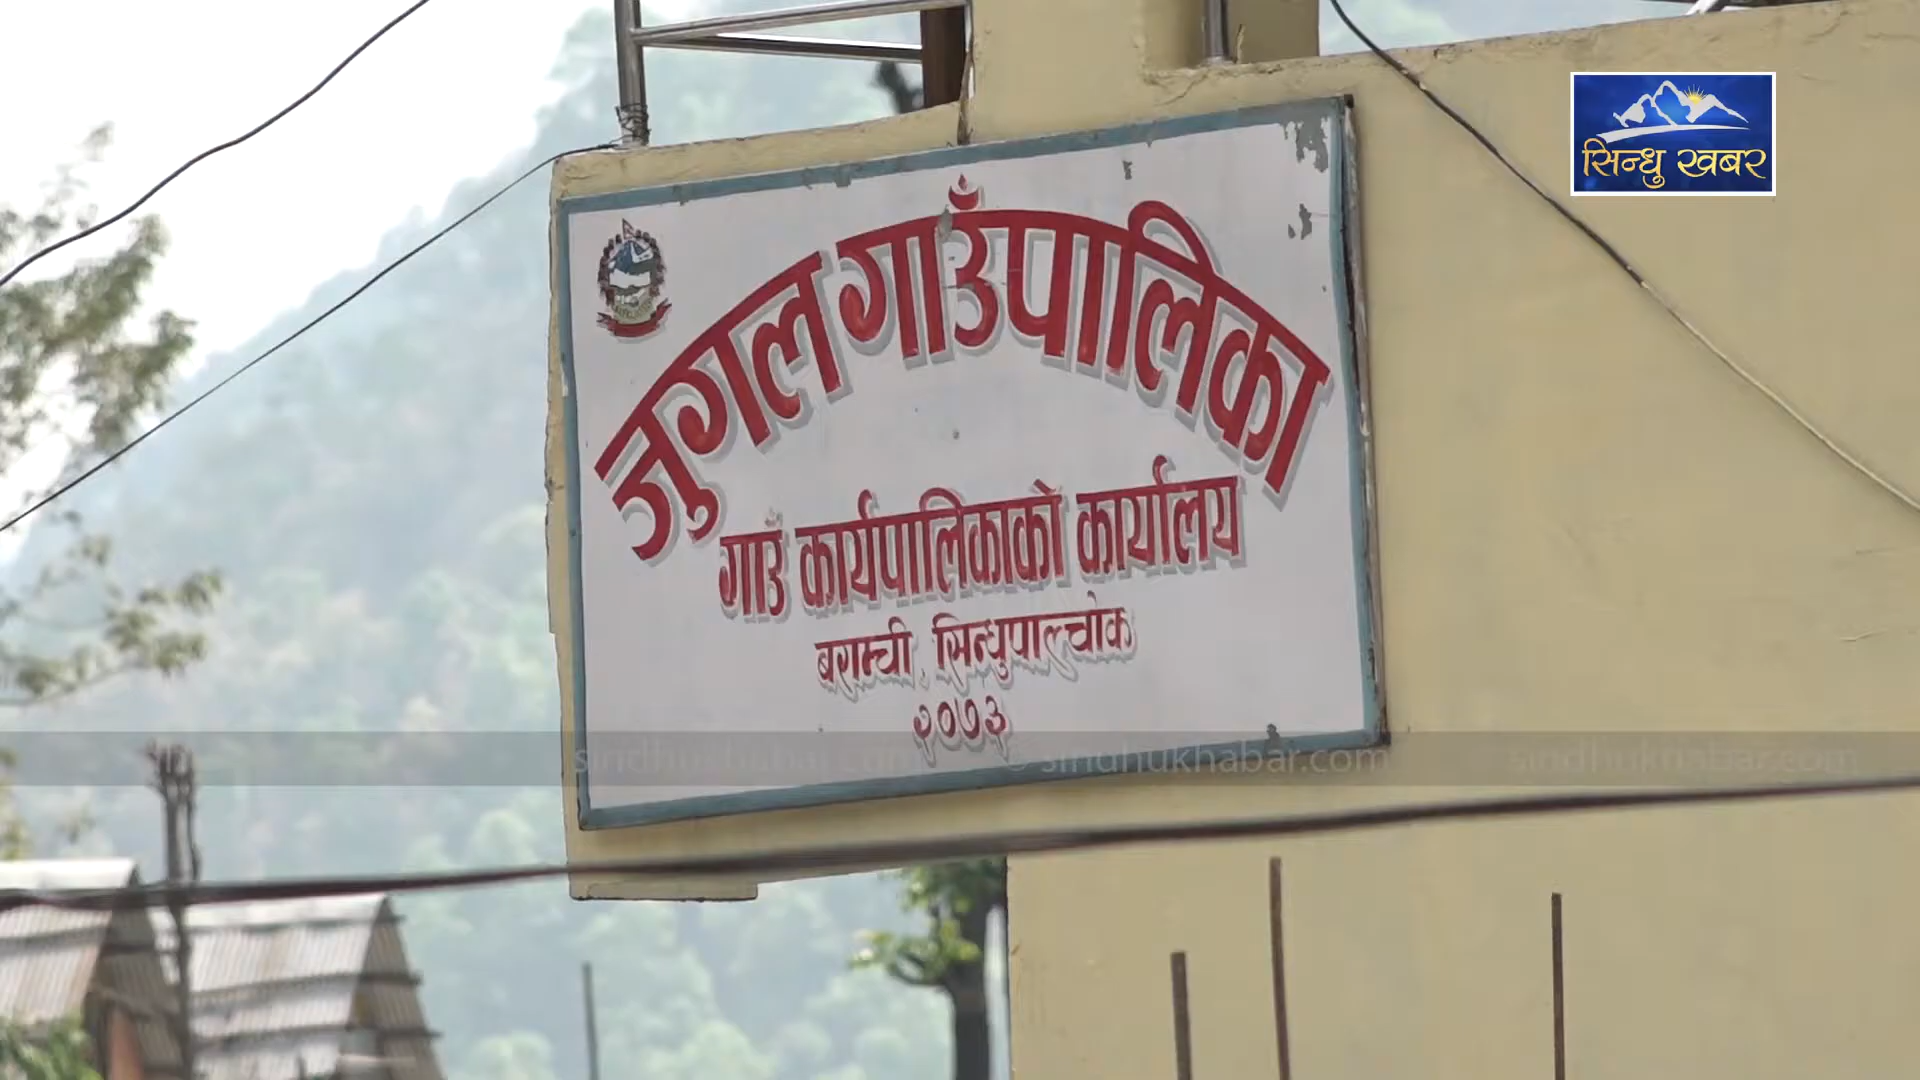 सिन्धु खबर
जुगल गाउँपालिका
गाउँ कार्यपालिकाको कार्यालय
बराम्ची, सिन्धुपाल्चोक
२०७३
sindhukhabar.com © sindhukhabar.com sindhukhabar.com